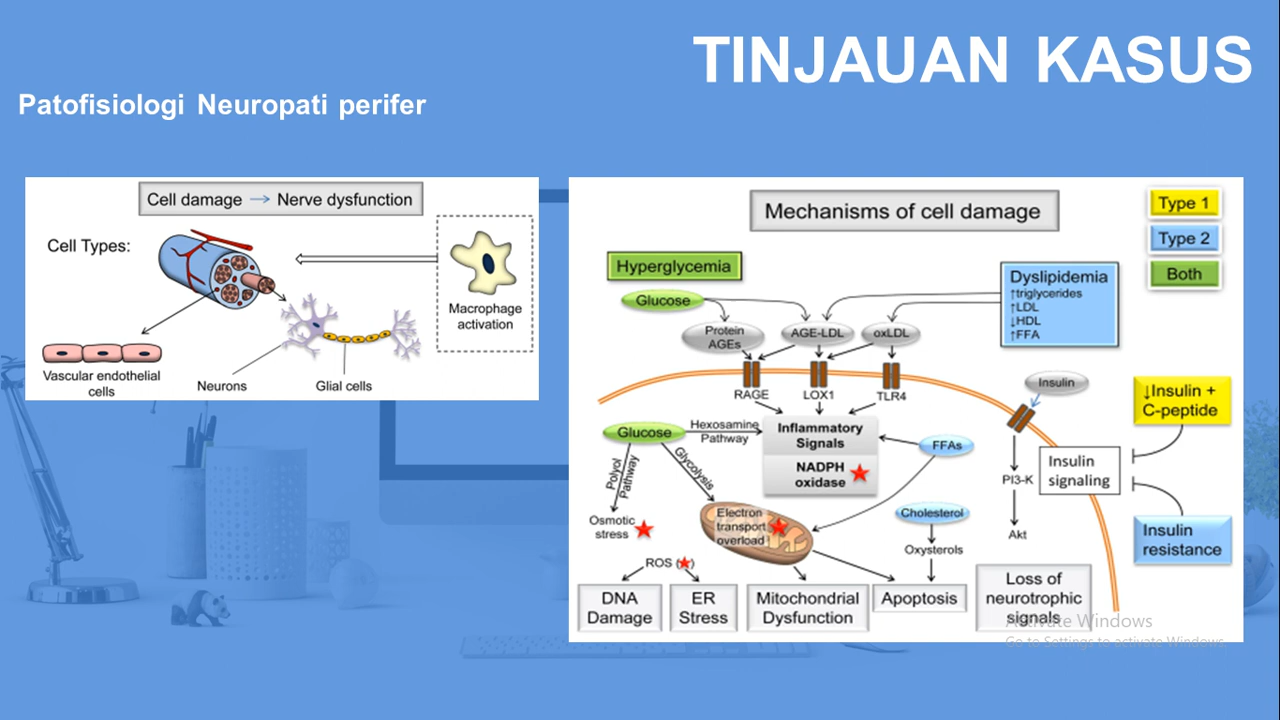 TINJAUAN KASUS
Patofisiologi Neuropati perifer
Cell damage → Nerve dysfunction
Cell Types:
Macrophage
activation
Vascular endothelial
cells
Neurons
Glial cells
Mechanisms of cell damage
Type 1
Type 2
Both
Hyperglycemia
Dyslipidemia
↑triglycerides
↑LDL
↓HDL
↑FFA
Glucose
Protein
AGEs
AGE-LDL
oxLDL
RAGE
LOX1
TLR4
Insulin
↓Insulin +
C-peptide
Glucose
Hexosamine
Pathway
Inflammatory
Signals
NADPH
oxidase
FFAs
Polyol
Pathway
Glycolysis
Insulin
signaling
PI3-K
Akt
Osmotic
stress
Electron
transport
overload
Cholesterol
Oxysterols
Insulin
resistance
ROS
DNA
Damage
ER
Stress
Mitochondrial
Dysfunction
Apoptosis
Loss of
neurotrophic
signals
Activate Windows
Go to Settings to activate Windows.